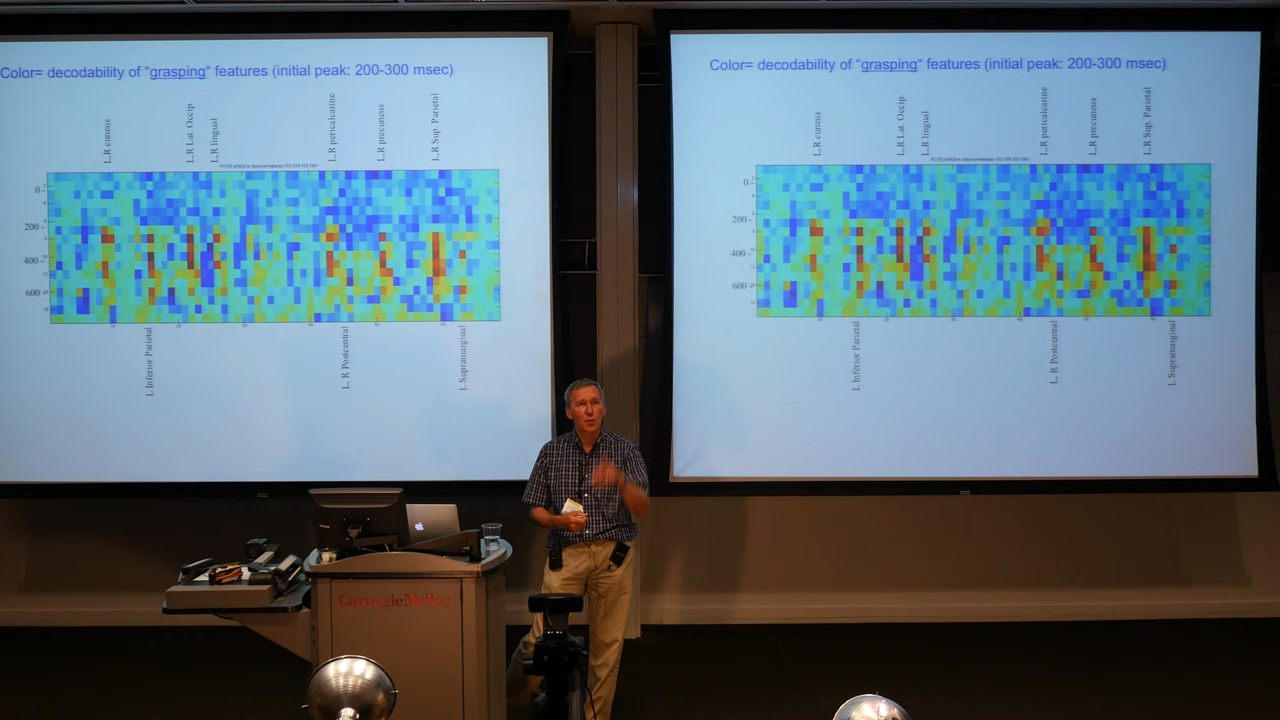 Color= decodability of "grasping" features (initial peak: 200-300 msec)
L,R cuneus
L,R Lat. Occip.
L,R lingual
L,R pericalcarine
L,R precuneus
L,R Sup. Parietal
0
200
400
600
L Inferior Parietal
L, R Postcentral
L Supramarginal
Color= decodability of "grasping" features (initial peak: 200-300 msec)
L,R cuneus
L,R Lat. Occip.
L,R lingual
L,R pericalcarine
L,R precuneus
L,R Sup. Parietal
0
200
400
600
L Inferior Parietal
L, R Postcentral
L Supramarginal
Carnegie Mellon